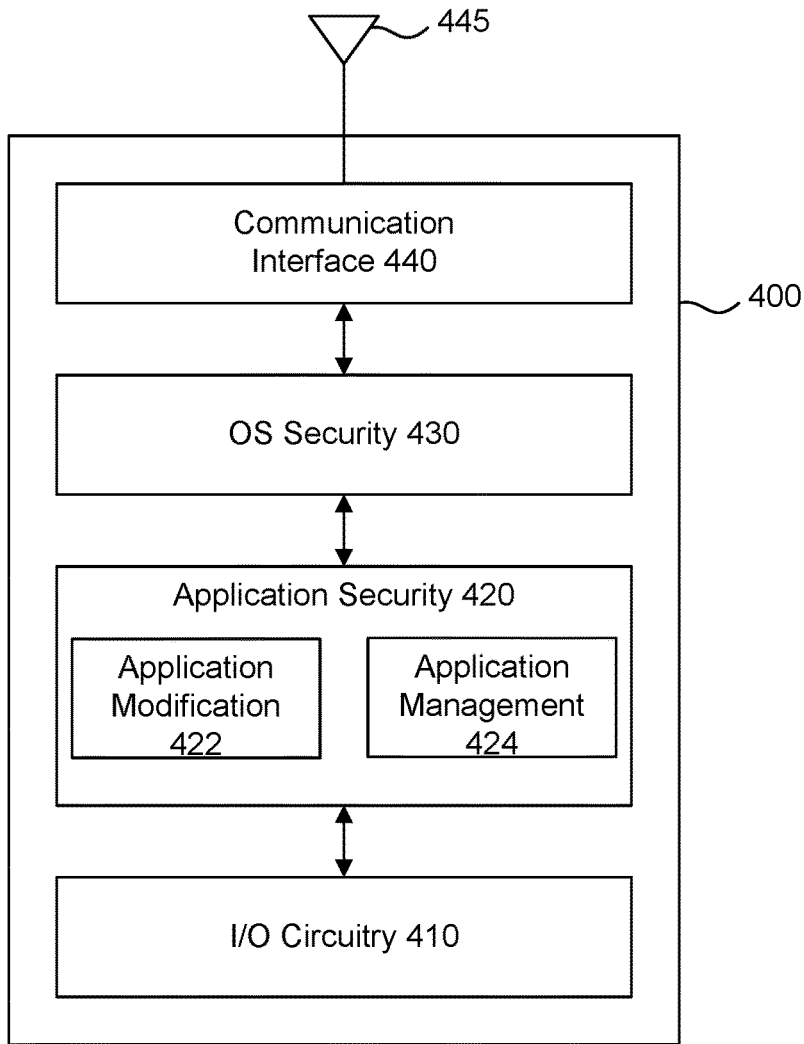 445
Communication
Interface 440
400
OS Security 430
Application Security 420
Application
Modification
422
Application
Management
424
I/O Circuitry 410